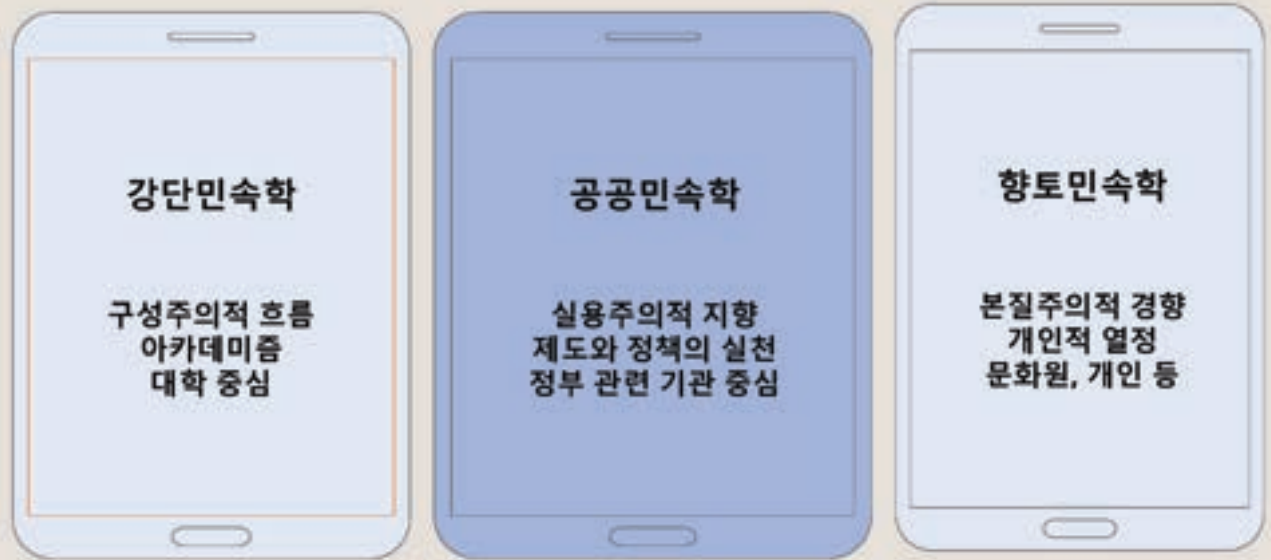 강단민속학
구성주의적 흐름
아카데미즘
대학 중심
공공민속학
실용주의적 지향
제도와 정책의 실천
정부 관련 기관 중심
향토민속학
본질주의적 경향
개인적 열정
문화원, 개인 등